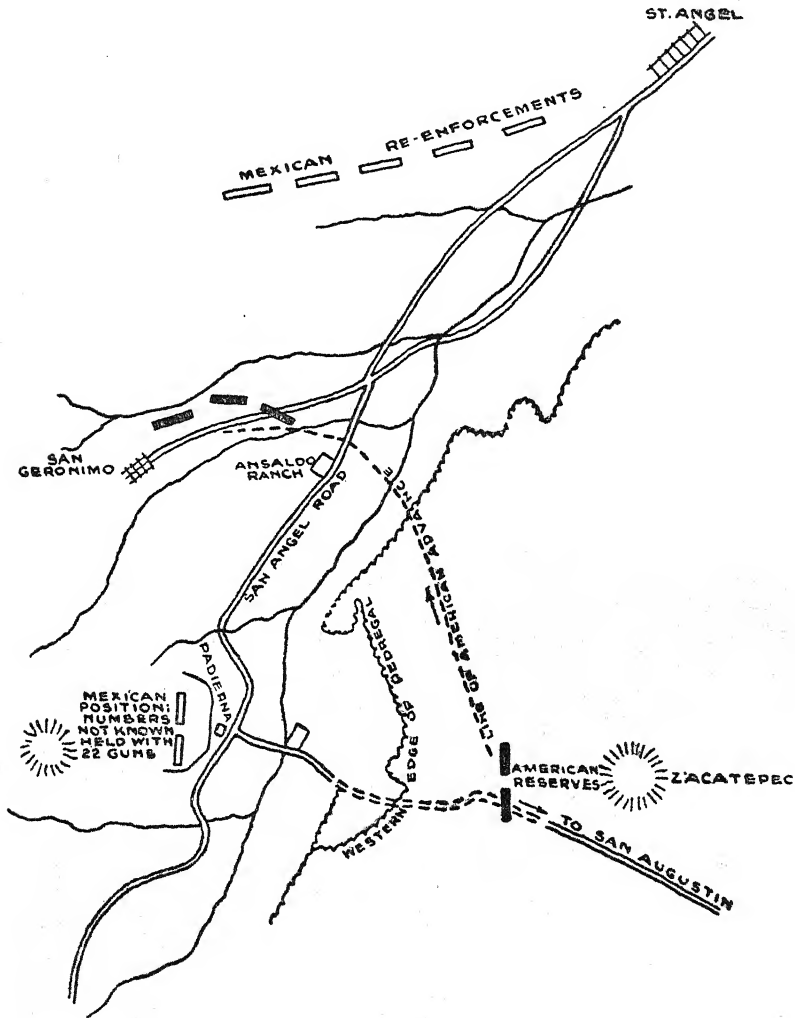 ST. ANGEL
MEXICAN RE-ENFORCEMENTS
SAN
GERONIMO
ANSALDO
RANCH
SAN ANGEL ROAD
LINE OF AMERICAN ADVANCE
PADIERNA
MEXICAN
POSITION:
NUMBERS
NOT KNOWN
HELD WITH
22 GUNS
WESTERN EDGE OF PEDREGAL
AMERICAN
RESERVES
ZACATEPEC
TO SAN AUGUSTIN